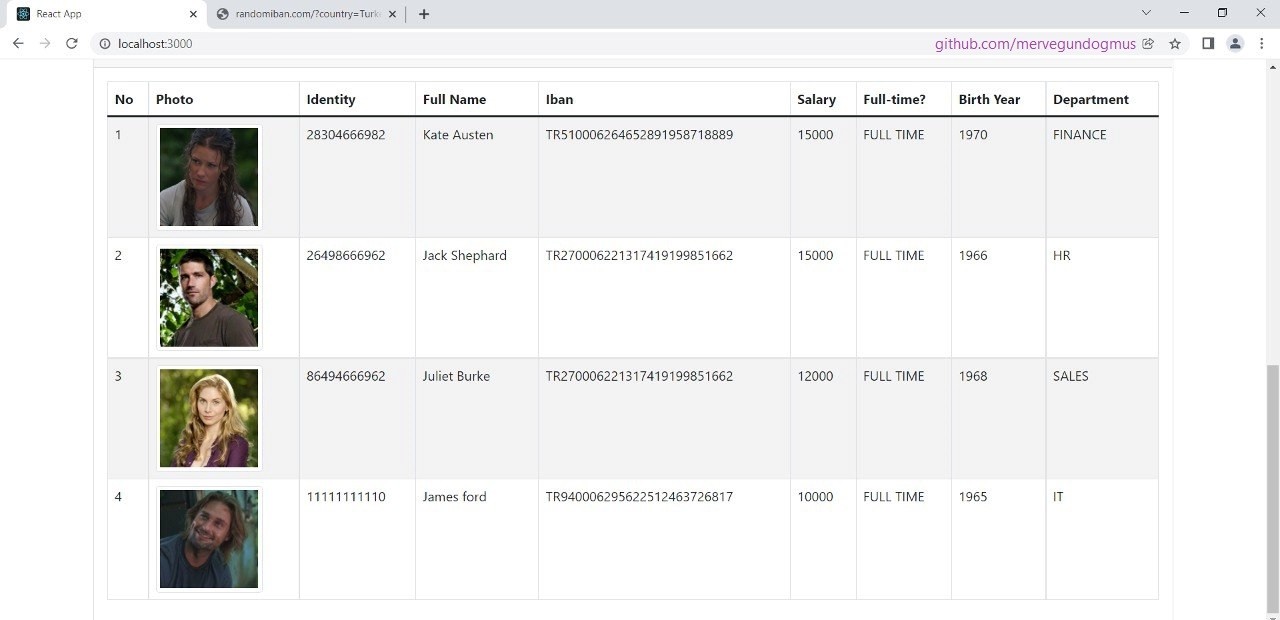 React App
randomiban.com/?country=Turk
localhost:3000
github.com/mervegundogmus
No Photo Identity Full Name Iban Salary Full-time? Birth Year Department
1 28304666982 Kate Austen TR510006264652891958718889 15000 FULL TIME 1970 FINANCE
2 26498666962 Jack Shephard TR270006221317419199851662 15000 FULL TIME 1966 HR
3 86494666962 Juliet Burke TR270006221317419199851662 12000 FULL TIME 1968 SALES
4 11111111110 James ford TR940006295622512463726817 10000 FULL TIME 1965 IT